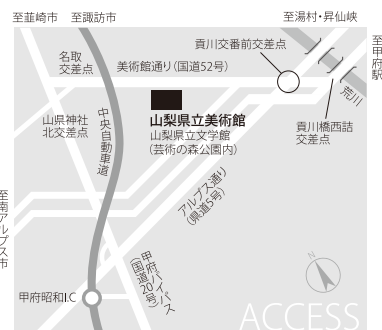 至韮崎市
至諏訪市
至湯村・昇仙峡
至甲府駅
名取
交差点
美術館通り(国道52号)
貢川交番前交差点
荒川
山県神社
北交差点
中央自動車道
山梨県立美術館
山梨県立文学館
(芸術の森公園内)
貢川橋西詰
交差点
アルプス通り
(県道5号)
至南アルプス市
甲府バイパス
(国道20号)
甲府昭和I.C
N
ACCESS